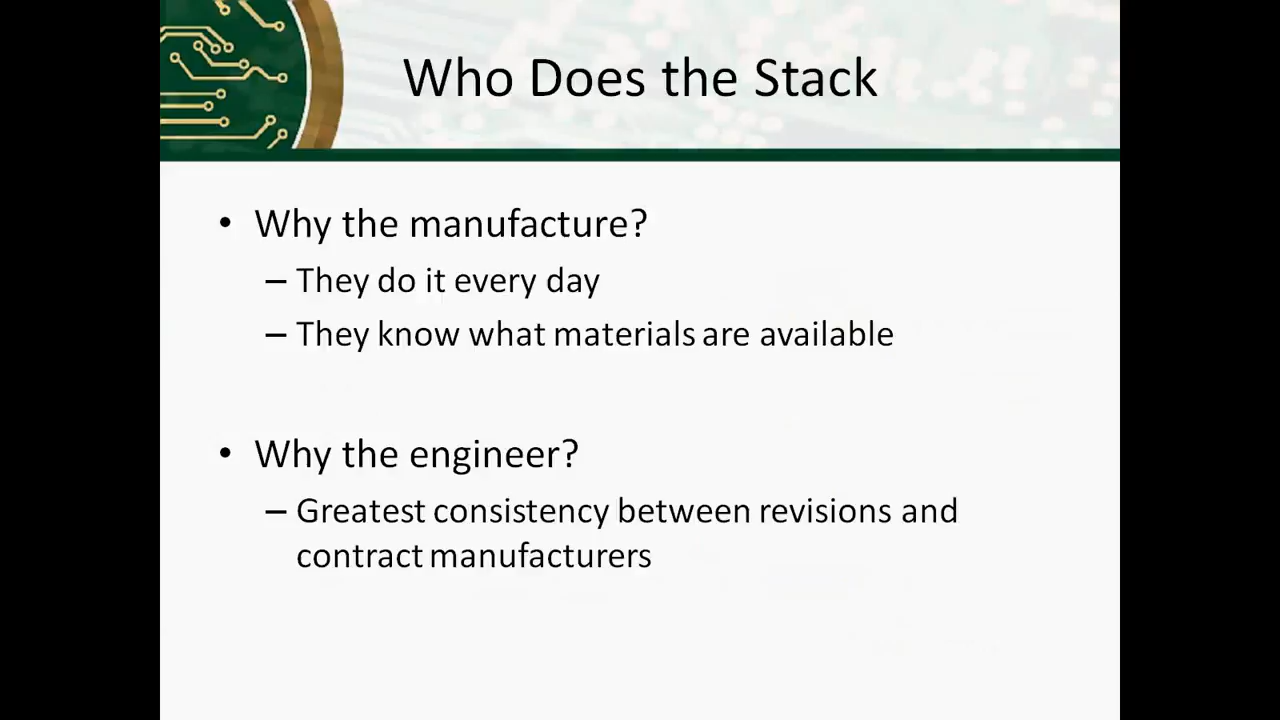 Who Does the Stack
• Why the manufacture?
– They do it every day
– They know what materials are available
• Why the engineer?
– Greatest consistency between revisions and
contract manufacturers